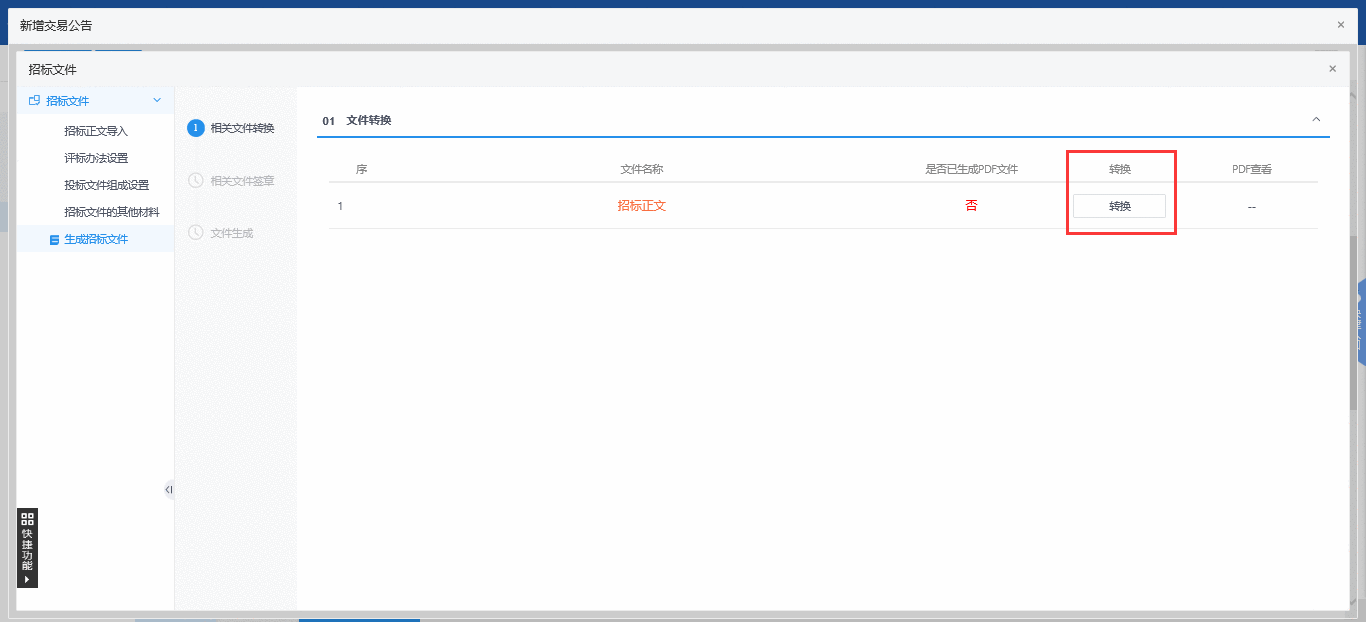 新增交易公告
×
招标文件
×
招标文件
招标正文导入
评标办法设置
投标文件组成设置
招标文件的其他材料
生成招标文件
1 相关文件转换
相关文件签章
文件生成
01 文件转换
序 文件名称 是否已生成PDF文件 转换 PDF查看
1 招标正文 否 转换 --
快捷功能